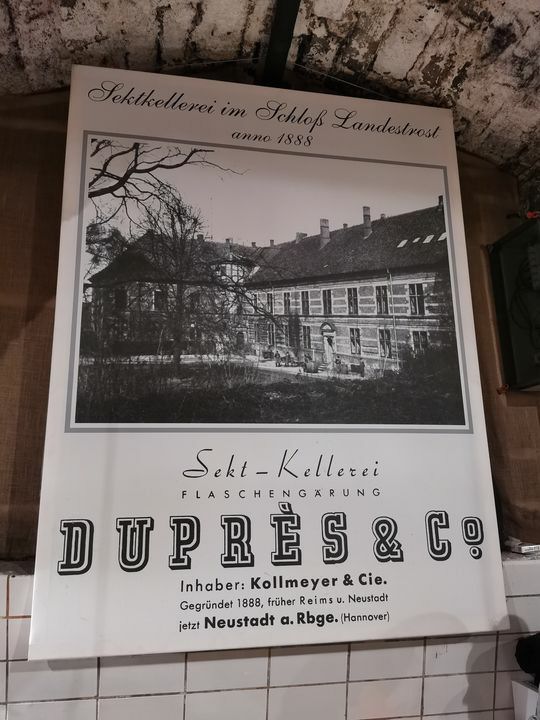 Sektkellerei im Schloß Landestrost
anno 1888
Sekt-Kellerei
FLASCHENGÄRUNG
DUPRÈS & Co
Inhaber: Kollmeyer & Cie.
Gegründet 1888, früher Reims u. Neustadt
jetzt Neustadt a. Rbge. (Hannover)